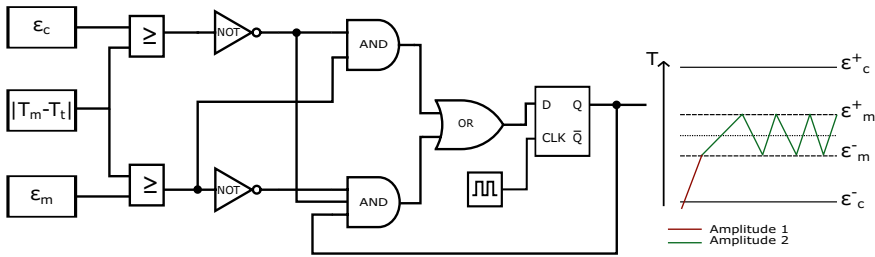 ε_c
≥
NOT
AND
|T_m-T_t|
OR
D Q
CLK Q̅
ε_m
≥
NOT
AND
T
ε⁺_c
ε⁺_m
ε⁻_m
ε⁻_c
Amplitude 1
Amplitude 2